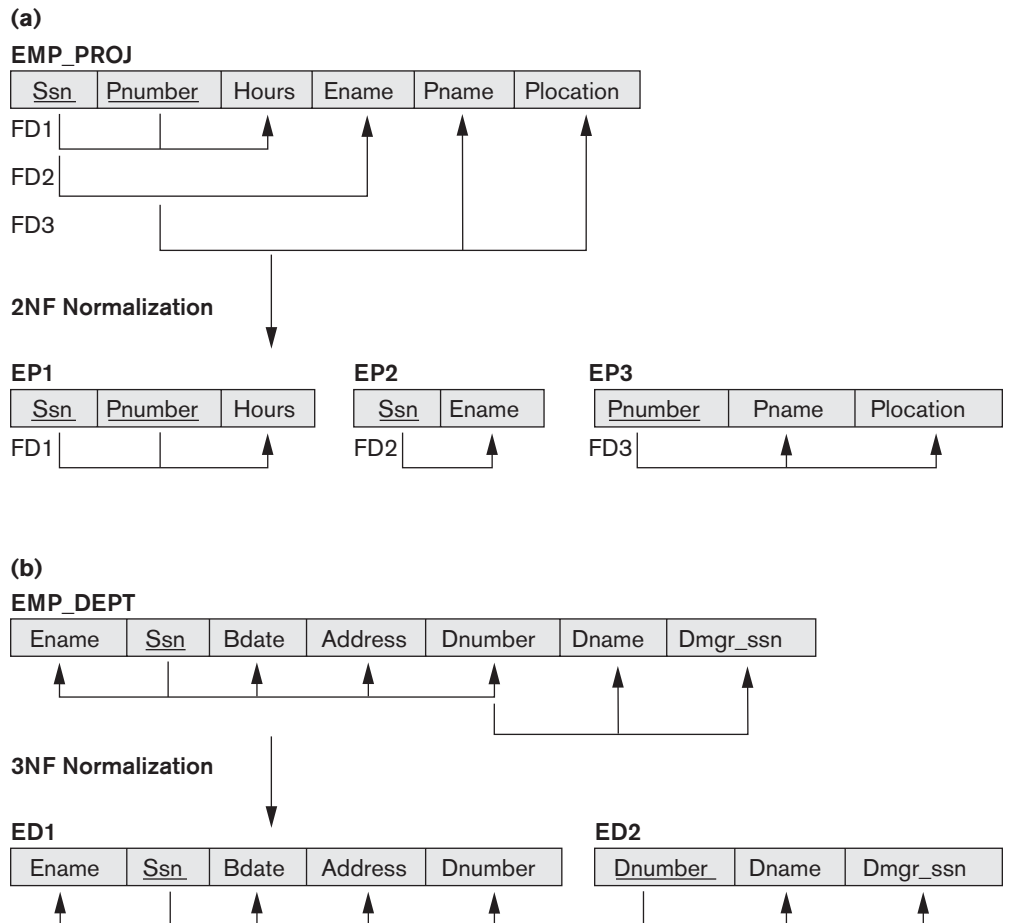 (a)
EMP_PROJ
Ssn Pnumber Hours Ename Pname Plocation
FD1
FD2
FD3
2NF Normalization
EP1 EP2 EP3
Ssn Pnumber Hours Ssn Ename Pnumber Pname Plocation
FD1 FD2 FD3
(b)
EMP_DEPT
Ename Ssn Bdate Address Dnumber Dname Dmgr_ssn
3NF Normalization
ED1 ED2
Ename Ssn Bdate Address Dnumber Dnumber Dname Dmgr_ssn